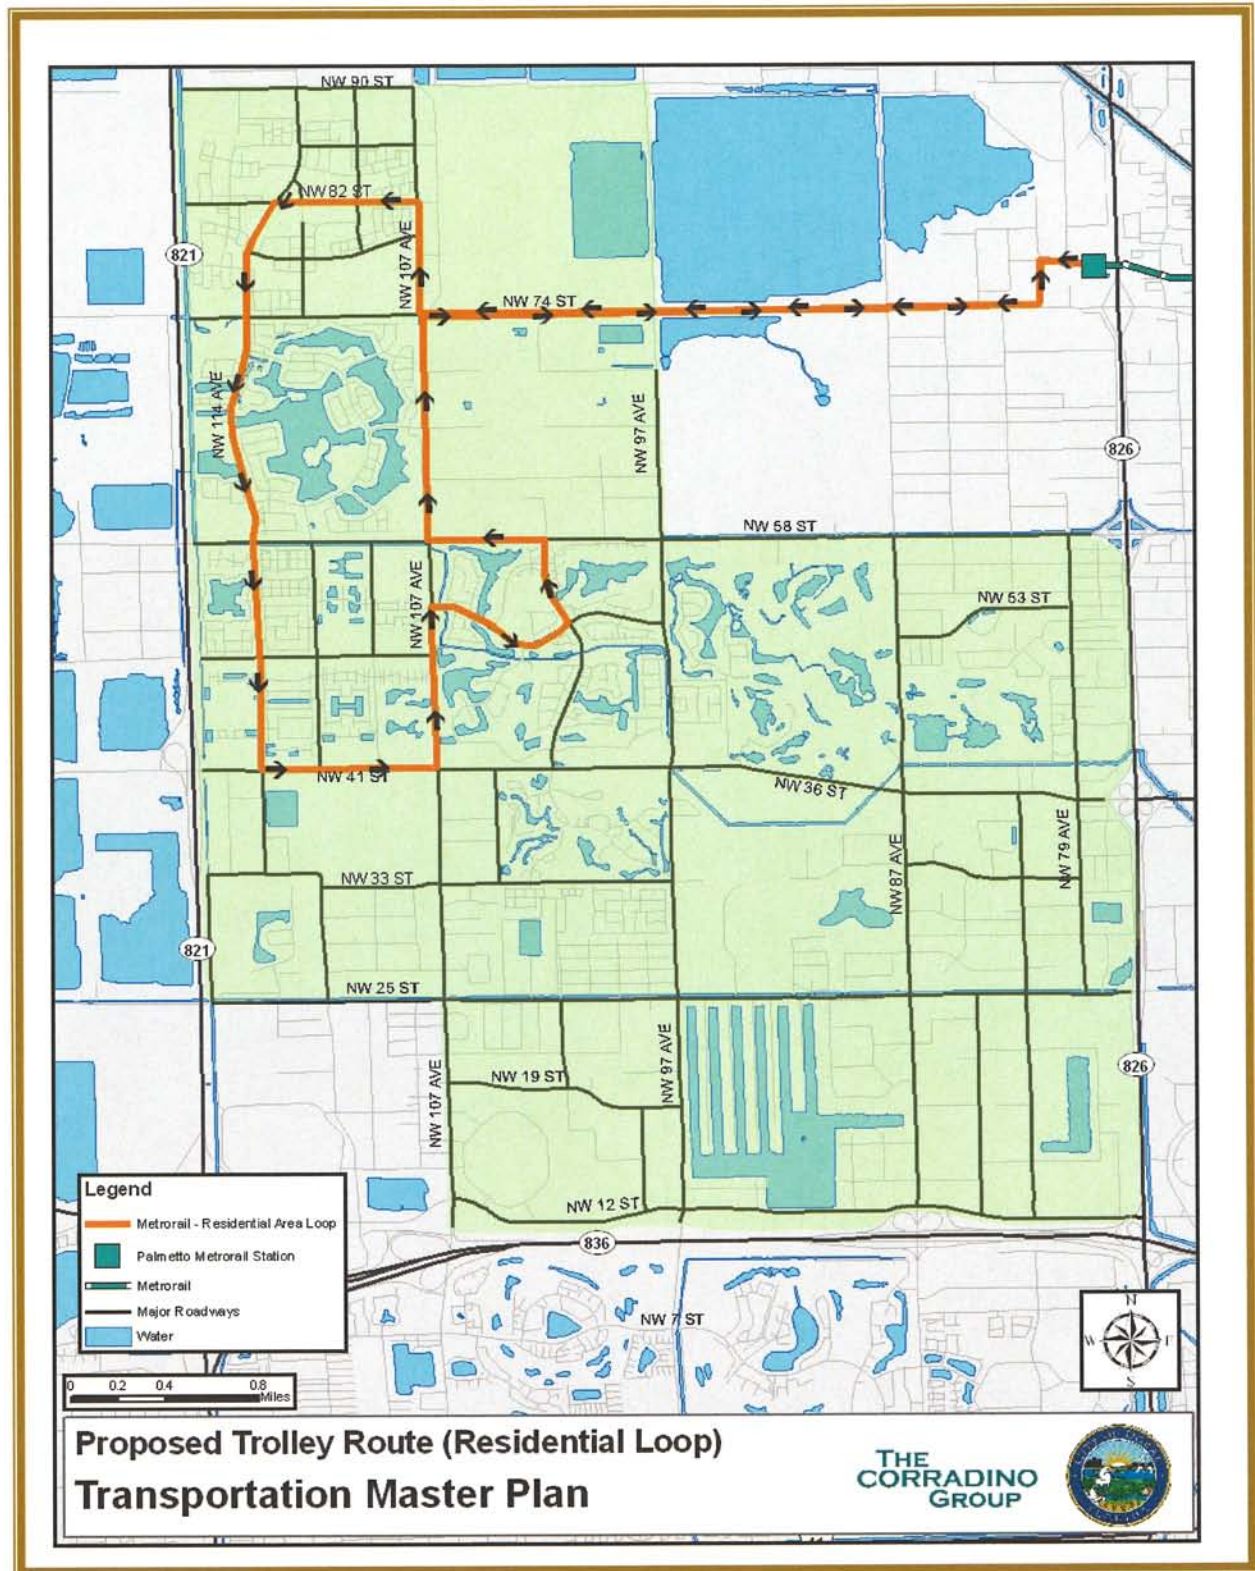 NW 90 ST
NW 82 ST
821
NW 107 AVE
NW 74 ST
NW 114 AVE
NW 97 AVE
826
NW 58 ST
NW 107 AVE
NW 53 ST
NW 41 ST
NW 36 ST
NW 79 AVE
NW 87 AVE
NW 33 ST
821
NW 25 ST
NW 97 AVE
826
NW 19 ST
NW 107 AVE
NW 12 ST
836
NW 7 ST
Legend
Metrorail - Residential Area Loop
Palmetto Metrorail Station
Metrorail
Major Roadways
Water
N
W
S
0 0.2 0.4 0.8
Miles
Proposed Trolley Route (Residential Loop)
Transportation Master Plan
THE
CORRADINO
GROUP